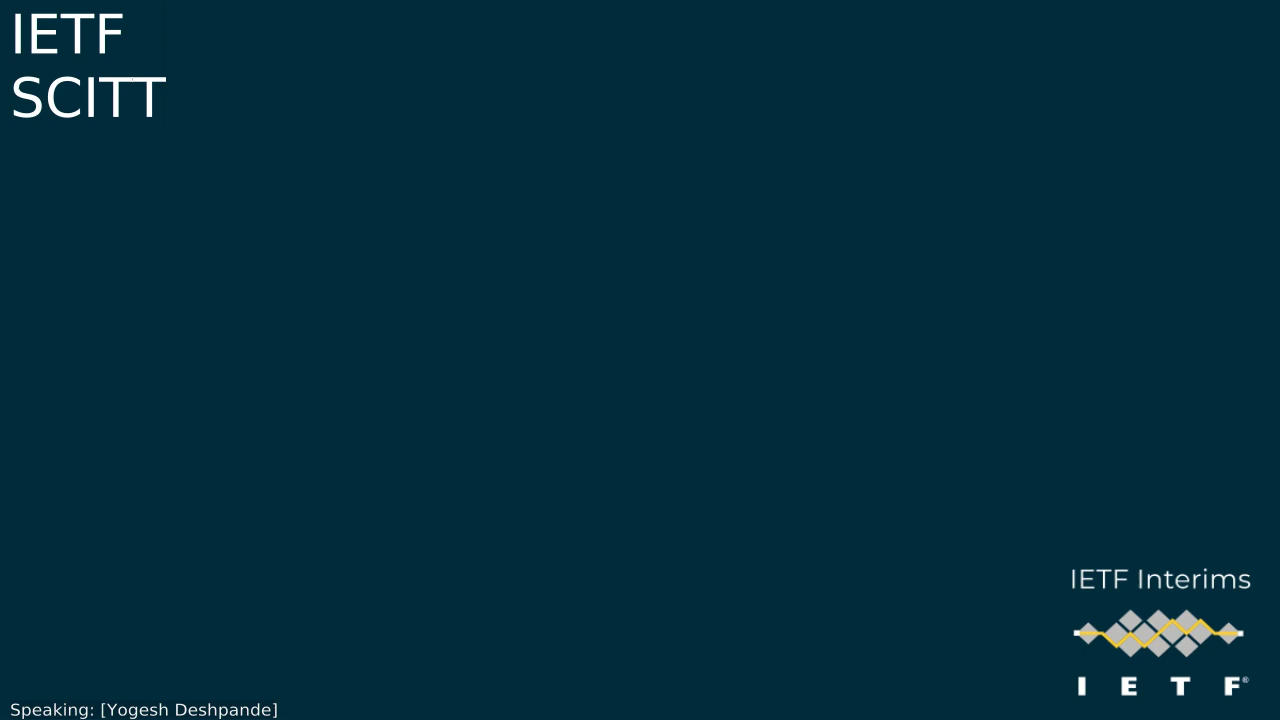 IETF
SCITT
IETF Interims
I E T F®
Speaking: [Yogesh Deshpande]